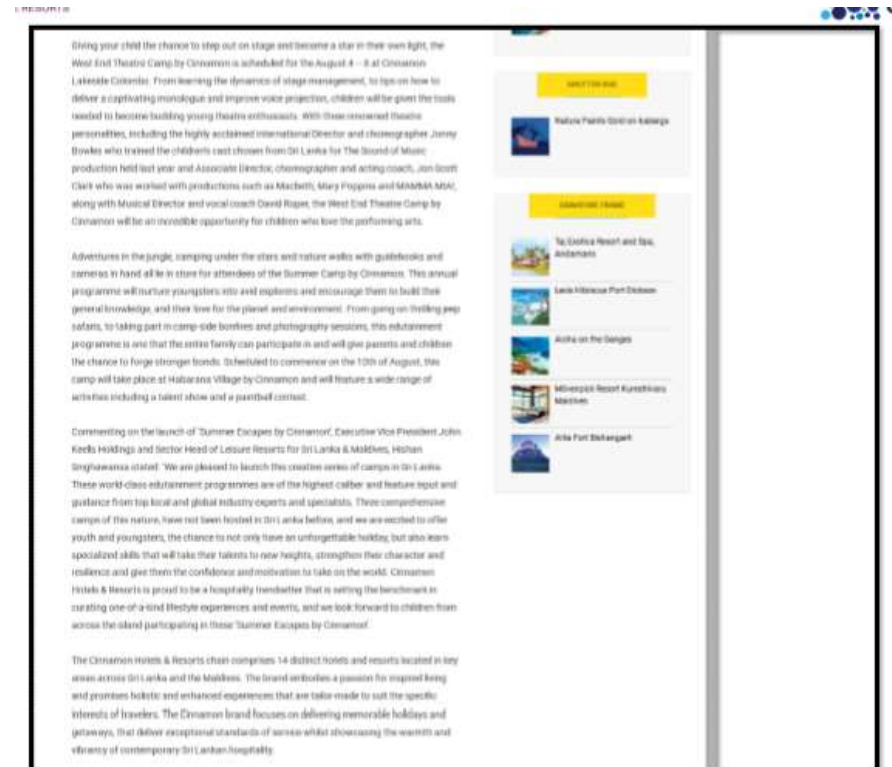 RESORTS
Giving your child the chance to step out on stage and become a star in their own light, the
West End Theatre Camp by Cinnamon is scheduled for the August 4 – 8 at Cinnamon
Lakeside Colombo. From learning the dynamics of stage management, to tips on how to
deliver a captivating monologue and improve voice projection, children will be given the tools
needed to become budding young theatre enthusiasts. With three renowned theatre
personalities, including the highly acclaimed international Director and choreographer Jonny
Bowles who trained the children's cast chosen from Sri Lanka for The Sound of Music
production held last year and Associate Director, choreographer and acting coach, Jon Scott
Clark who was worked with productions such as Macbeth, Mary Poppins and MAMMA MIA!,
along with Musical Director and vocal coach David Roper, the West End Theatre Camp by
Cinnamon will be an incredible opportunity for children who love the performing arts.
Adventures in the jungle, camping under the stars and nature walks with guidebooks and
cameras in hand all lie in store for attendees of the Summer Camp by Cinnamon. This annual
programme will nurture youngsters into avid explorers and encourage them to build their
general knowledge, and their love for the planet and environment. From going on thrilling jeep
safaris, to taking part in camp-side bonfires and photography sessions, this edutainment
programme is one that the entire family can participate in and will give parents and children
the chance to forge stronger bonds. Scheduled to commence on the 10th of August, this
camp will take place at Habarana Village by Cinnamon and will feature a wide range of
activities including a talent show and a paintball contest.
Commenting on the launch of 'Summer Escapes by Cinnamon', Executive Vice President John
Keells Holdings and Sector Head of Leisure Resorts for Sri Lanka & Maldives, Hishan
Singhawansa stated: 'We are pleased to launch this creative series of camps in Sri Lanka.
These world-class edutainment programmes are of the highest caliber and feature input and
guidance from top local and global industry experts and specialists. Three comprehensive
camps of this nature, have not been hosted in Sri Lanka before, and we are excited to offer
youth and youngsters, the chance to not only have an unforgettable holiday, but also learn
specialized skills that will take their talents to new heights, strengthen their character and
resilience and give them the confidence and motivation to take on the world. Cinnamon
Hotels & Resorts is proud to be a hospitality trendsetter that is setting the benchmark in
curating one-of-a-kind lifestyle experiences and events, and we look forward to children from
across the island participating in these 'Summer Escapes by Cinnamon'.
The Cinnamon Hotels & Resorts chain comprises 14 distinct hotels and resorts located in key
areas across Sri Lanka and the Maldives. The brand embodies a passion for inspired living
and promises holistic and enhanced experiences that are tailor-made to suit the specific
interests of travelers. The Cinnamon brand focuses on delivering memorable holidays and
getaways, that deliver exceptional standards of service whilst showcasing the warmth and
vibrancy of contemporary Sri Lankan hospitality.
Nature Paints Gold on
Taj Exotica Resort and Spa,
Andamans
Lexis Hibiscus Port Dickson
on the Ganges
Mövenpick Resort Kuredhivaru
Maldives
Alila Fort Bishangarh